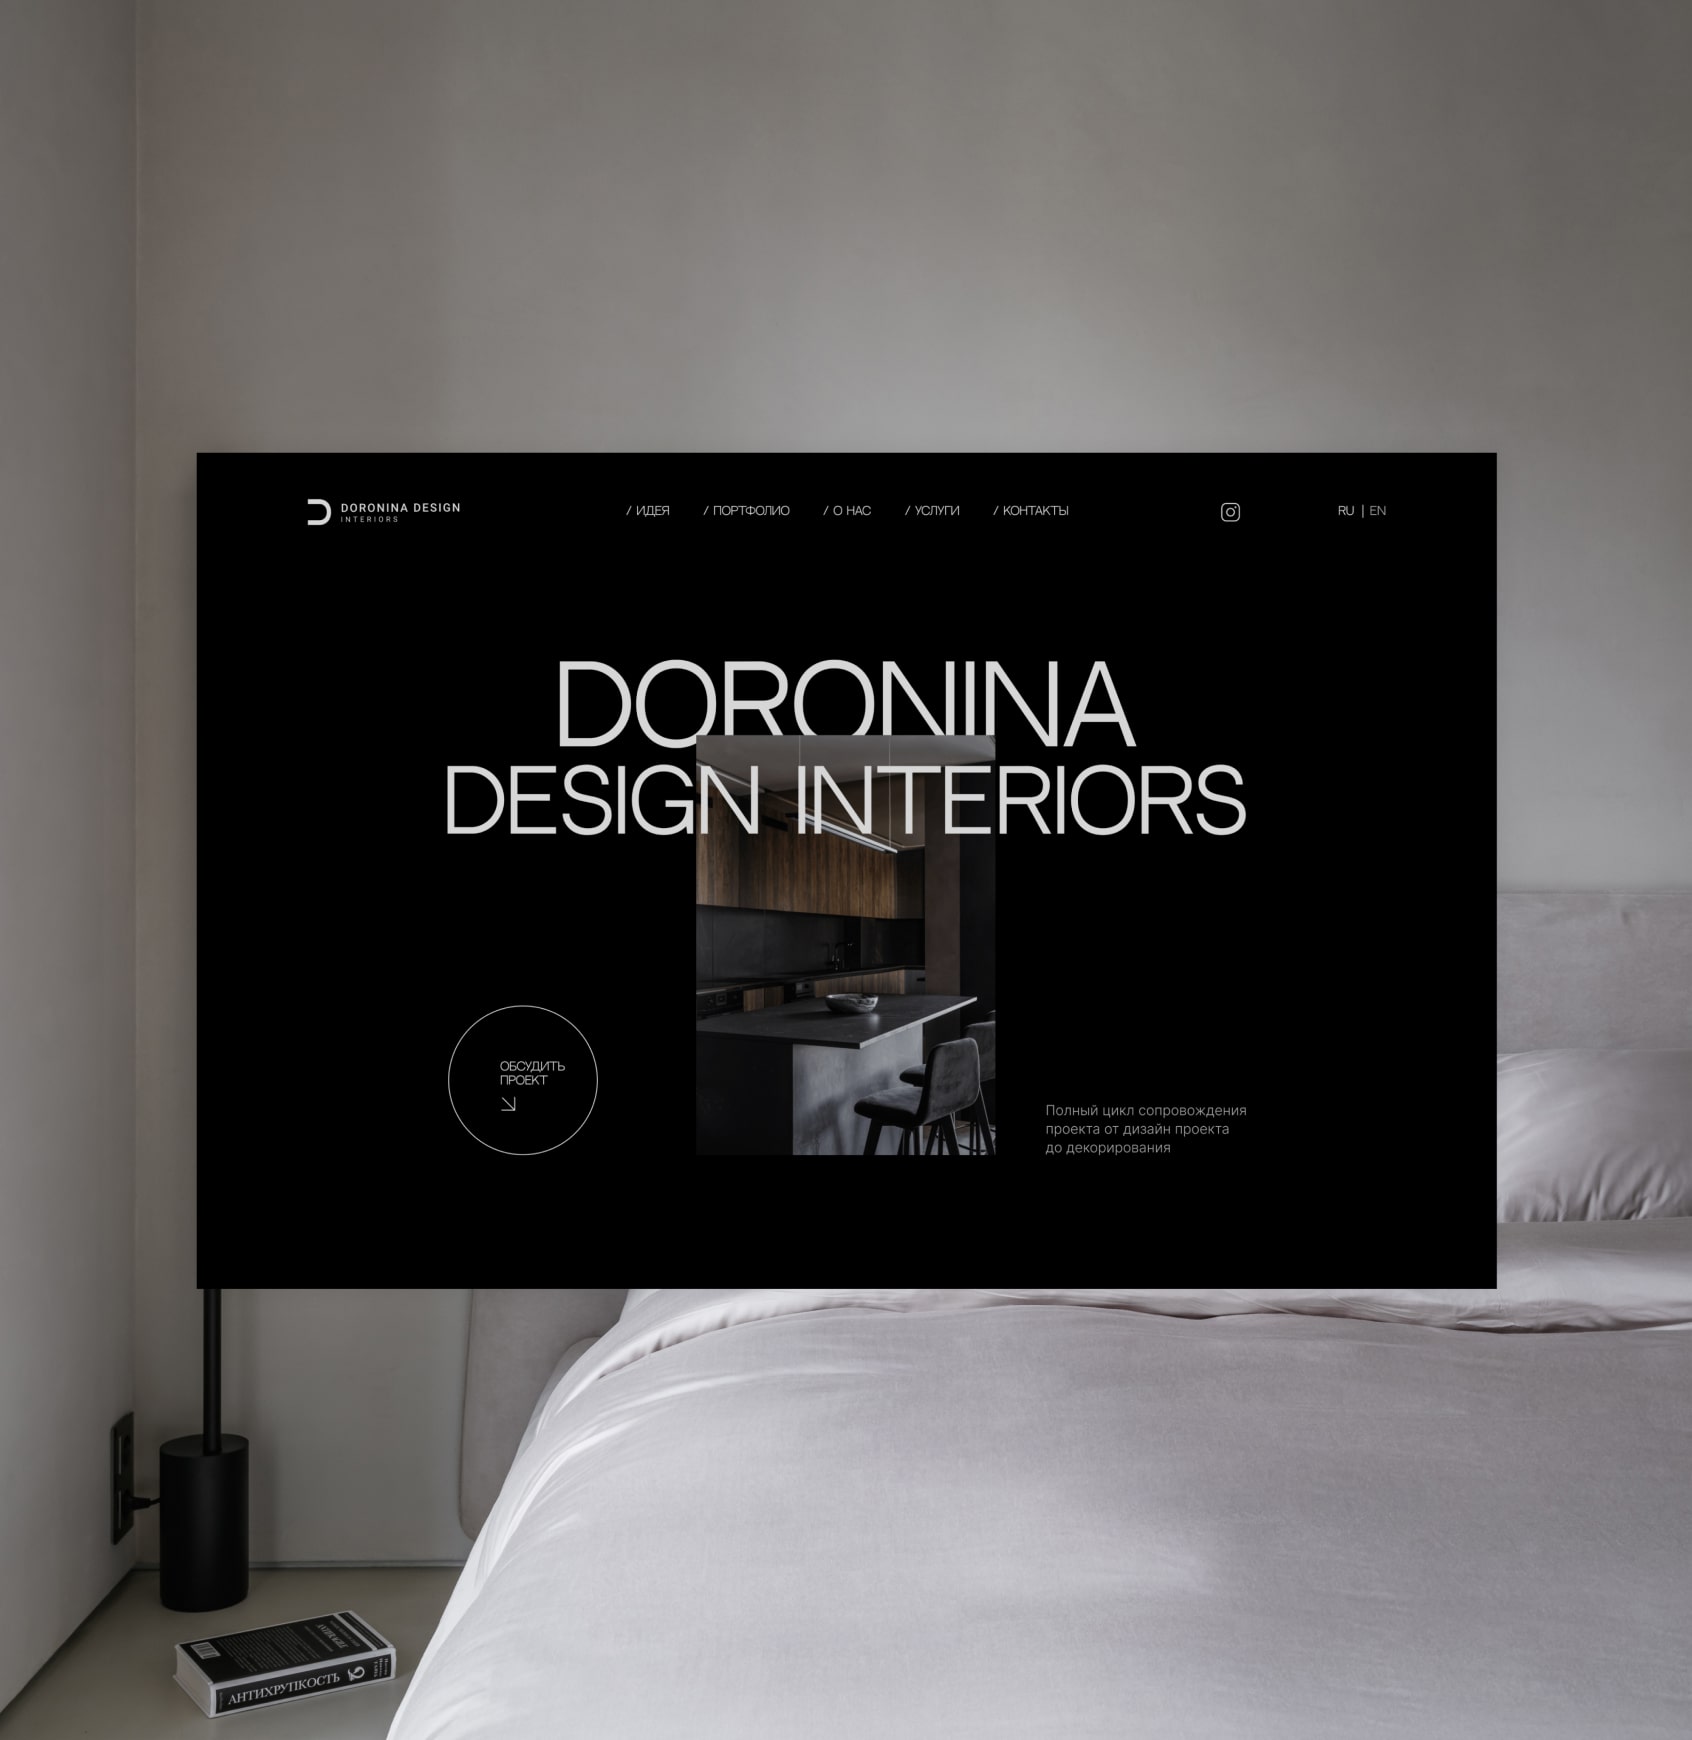 DORONINA DESIGN
INTERIORS
/ ИДЕЯ / ПОРТФОЛИО / О НАС / УСЛУГИ / КОНТАКТЫ
RU | EN
DORONINA
DESIGN INTERIORS
ОБСУДИТЬ
ПРОЕКТ
Полный цикл сопровождения
проекта от дизайн проекта
до декорирования
АНТИХРУПКОСТЬ